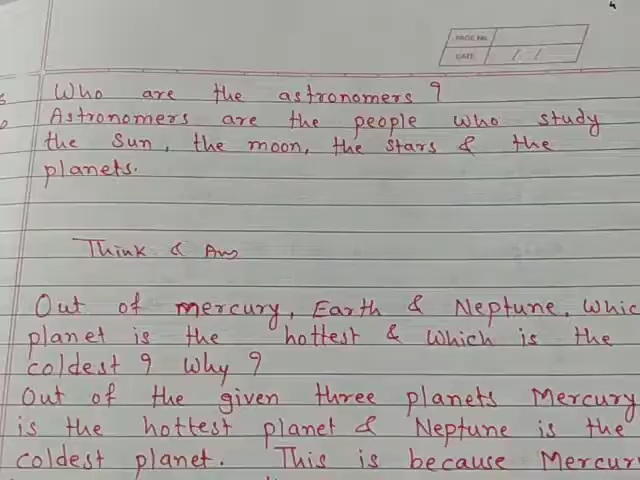 PAGE No.
DATE / /
Who are the astronomers ?
Astronomers are the people who study
the sun, the moon, the stars & the
planets.
Think & Ans
Out of mercury, Earth & Neptune, Whic
planet is the hottest & which is the
coldest ? Why ?
Out of the given three planets Mercury
is the hottest planet & Neptune is the
coldest planet. This is because Mercury